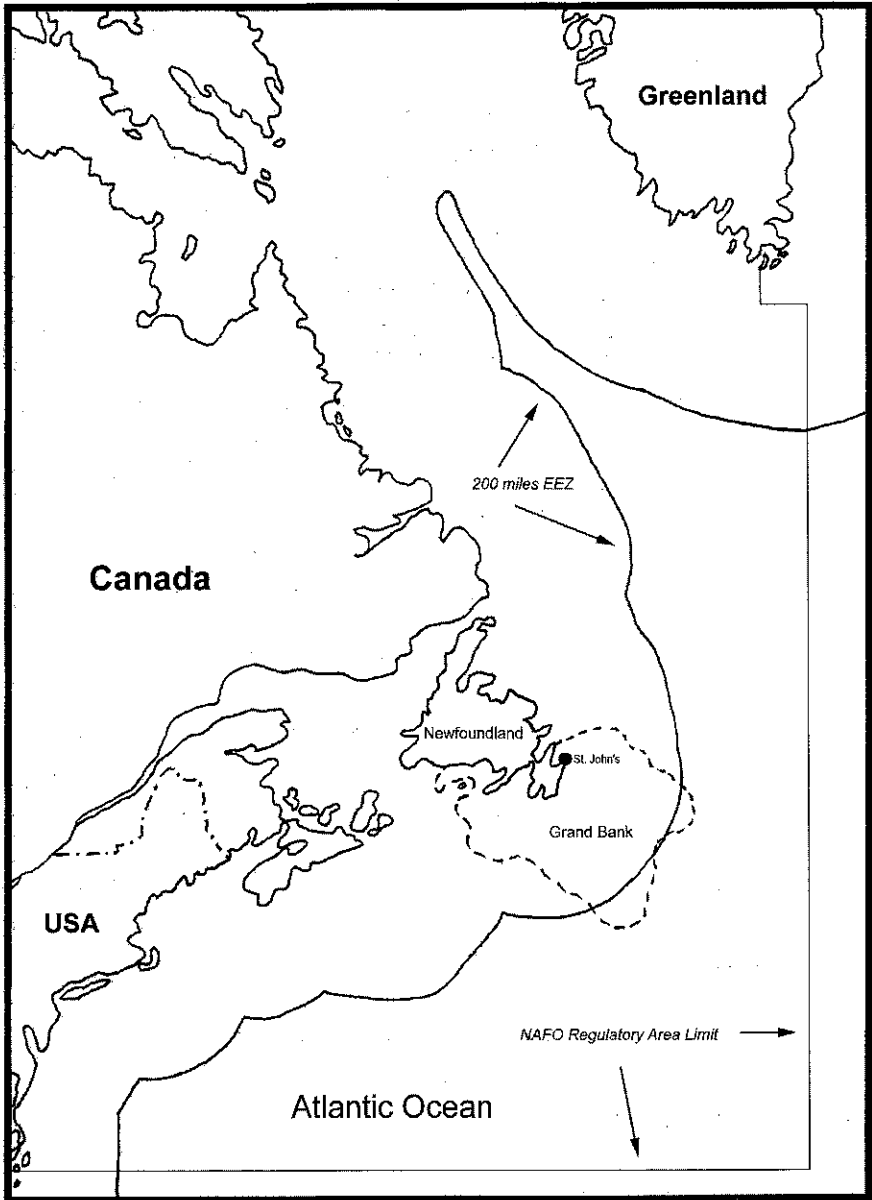 Greenland
200 miles EEZ
Canada
Newfoundland
St. John's
Grand Bank
USA
NAFO Regulatory Area Limit
Atlantic Ocean